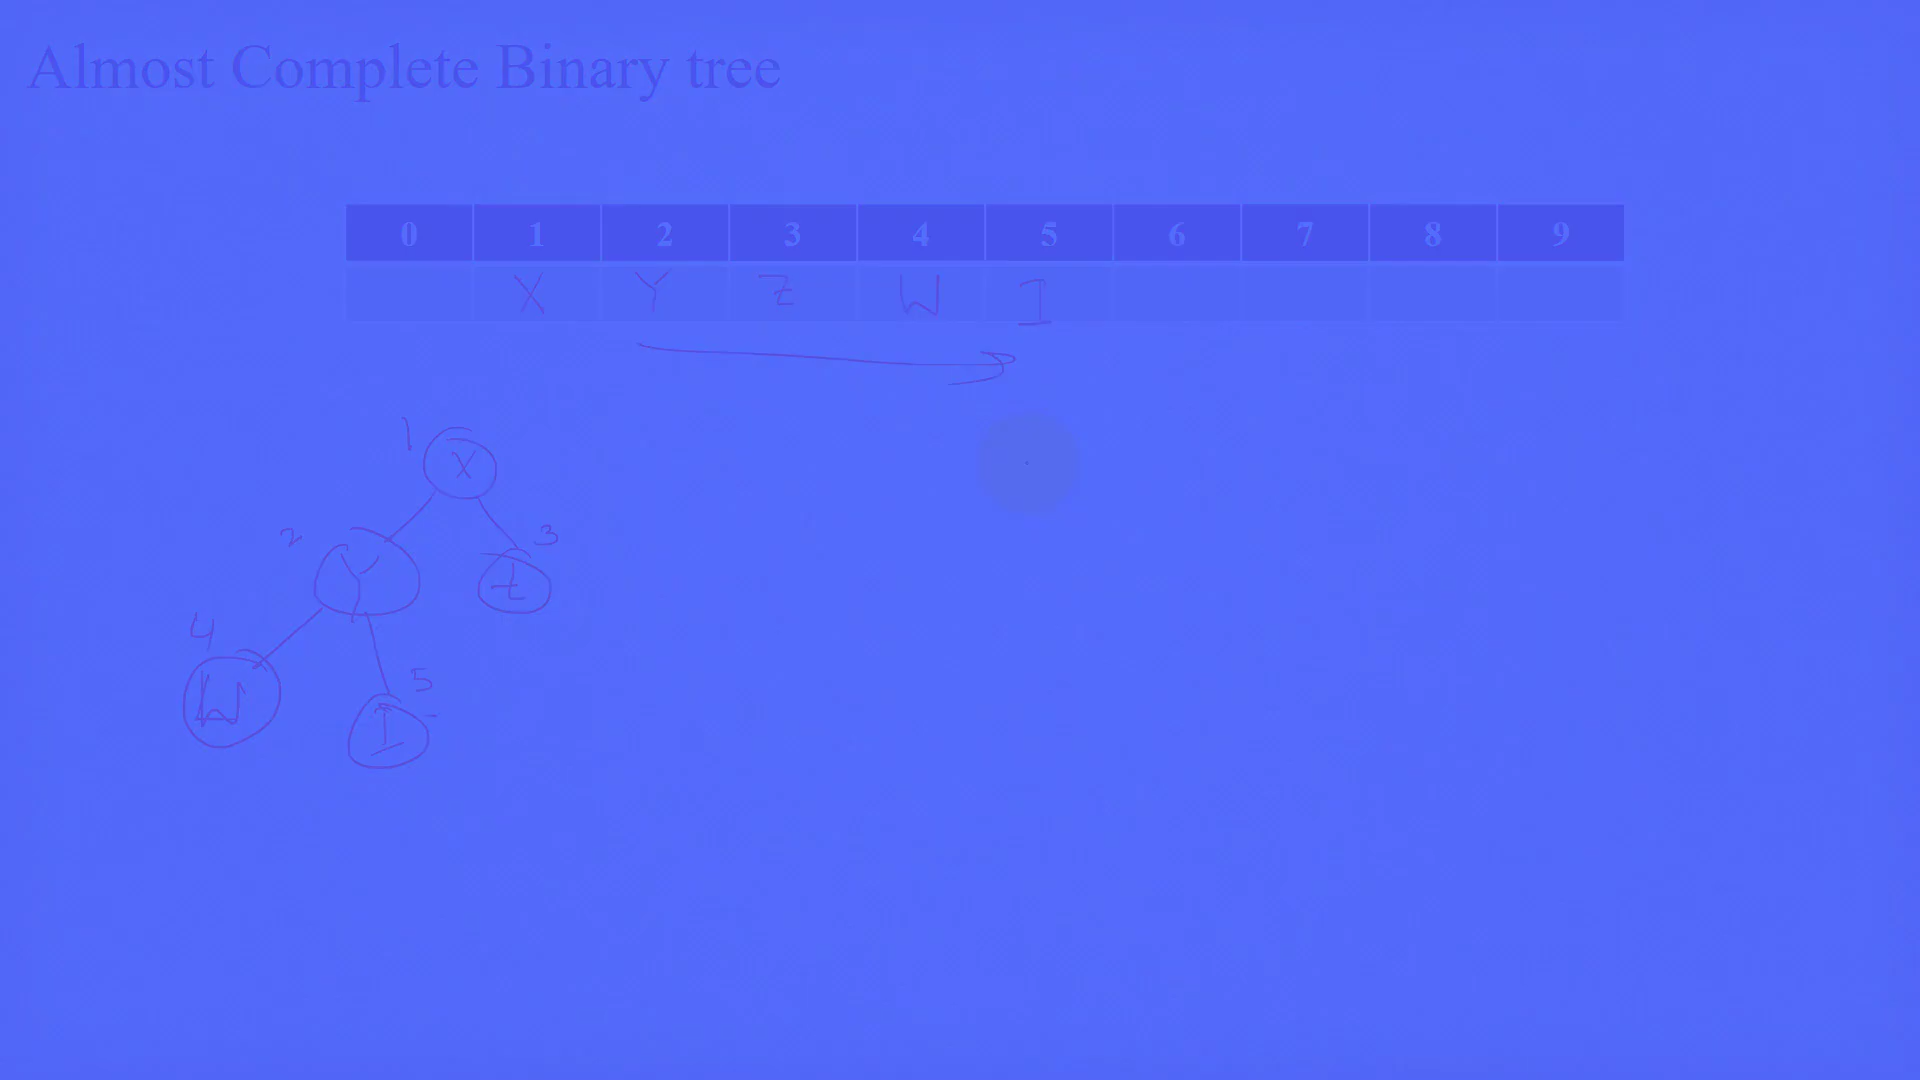 Almost Complete Binary tree
0 1 2 3 4 5 6 7 8 9
X Y Z W I
1
X
2 3
Y Z
4 5
W I